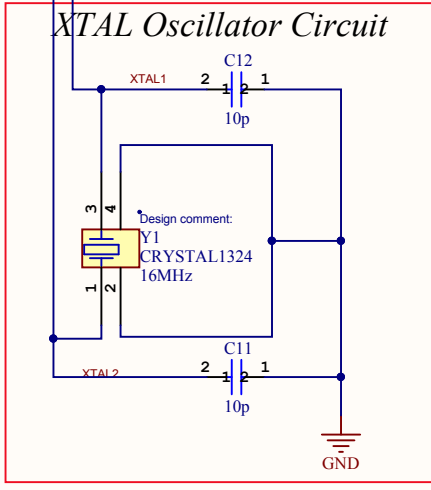 XTAL Oscillator Circuit
C12
XTAL1 2 1 2 1
10p
3 4
Design comment:
Y1
CRYSTAL1324
16MHz
1 2
C11
XTAL2 2 1 2 1
10p
GND